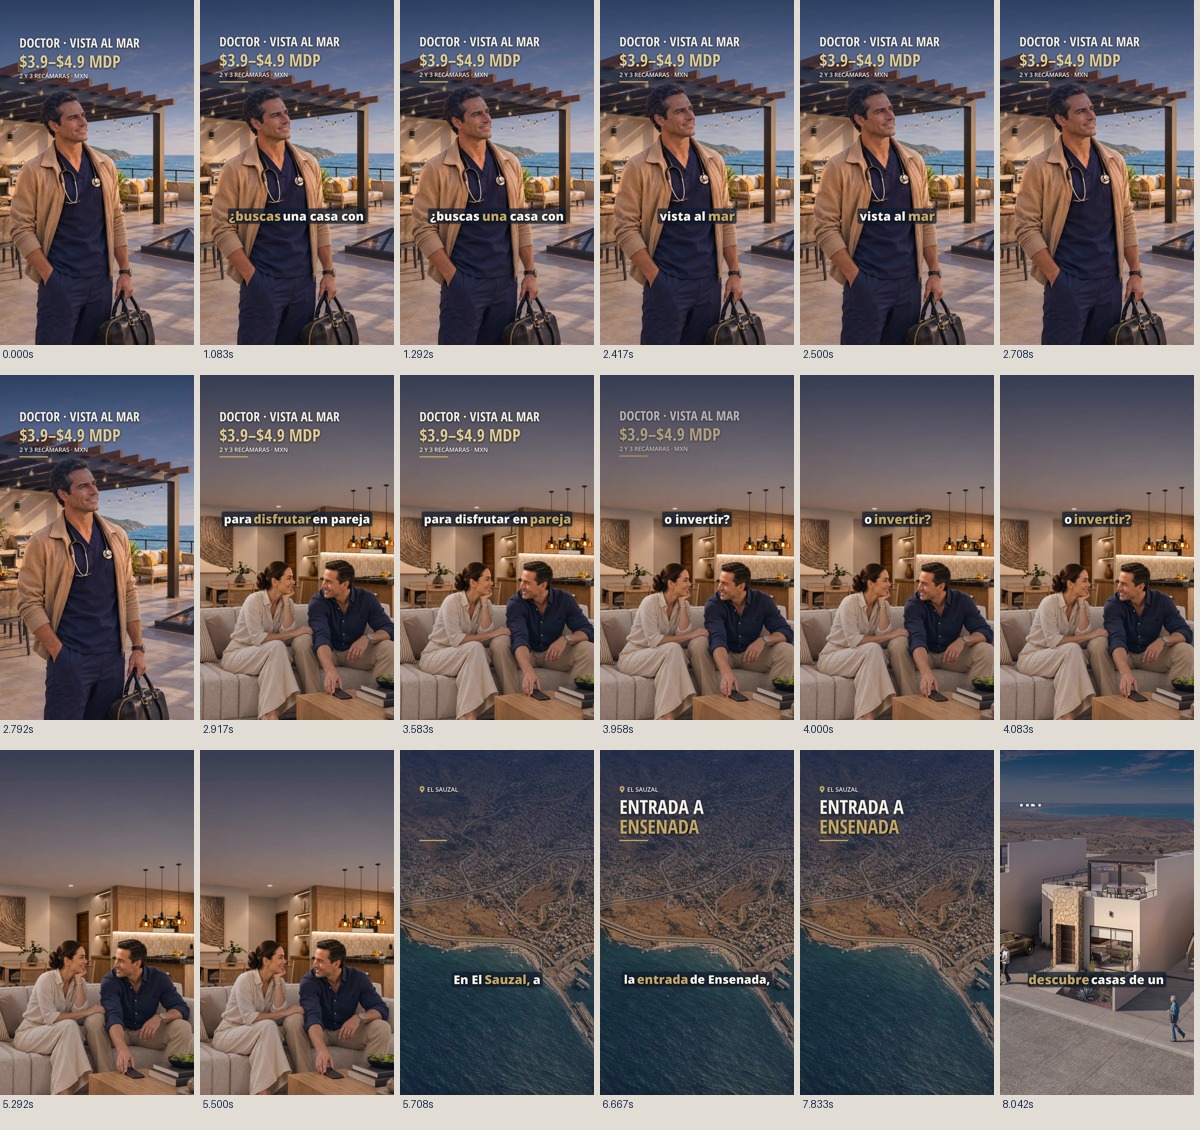 DOCTOR · VISTA AL MAR
$3.9–$4.9 MDP
2 Y 3 RECÁMARAS · MXN
0.000s
DOCTOR · VISTA AL MAR
$3.9–$4.9 MDP
2 Y 3 RECÁMARAS · MXN
¿buscas una casa con
1.083s
DOCTOR · VISTA AL MAR
$3.9–$4.9 MDP
2 Y 3 RECÁMARAS · MXN
¿buscas una casa con
1.292s
DOCTOR · VISTA AL MAR
$3.9–$4.9 MDP
2 Y 3 RECÁMARAS · MXN
vista al mar
2.417s
DOCTOR · VISTA AL MAR
$3.9–$4.9 MDP
2 Y 3 RECÁMARAS · MXN
vista al mar
2.500s
DOCTOR · VISTA AL MAR
$3.9–$4.9 MDP
2 Y 3 RECÁMARAS · MXN
2.708s
DOCTOR · VISTA AL MAR
$3.9–$4.9 MDP
2 Y 3 RECÁMARAS · MXN
2.792s
DOCTOR · VISTA AL MAR
$3.9–$4.9 MDP
2 Y 3 RECÁMARAS · MXN
para disfrutar en pareja
2.917s
DOCTOR · VISTA AL MAR
$3.9–$4.9 MDP
2 Y 3 RECÁMARAS · MXN
para disfrutar en pareja
3.583s
DOCTOR · VISTA AL MAR
$3.9–$4.9 MDP
2 Y 3 RECÁMARAS · MXN
o invertir?
3.958s
o invertir?
4.000s
o invertir?
4.083s
5.292s
5.500s
EL SAUZAL
En El Sauzal, a
5.708s
EL SAUZAL
ENTRADA A
ENSENADA
la entrada de Ensenada,
6.667s
EL SAUZAL
ENTRADA A
ENSENADA
7.833s
descubre casas de un
8.042s